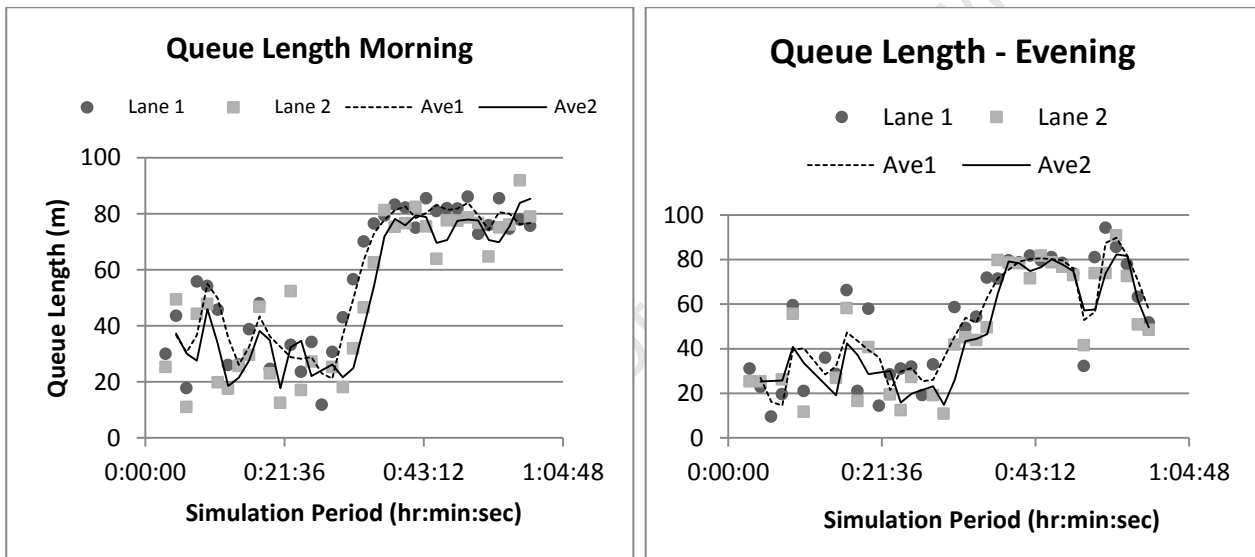 Queue Length Morning
Lane 1 Lane 2 Ave1 Ave2
100
80
60
40
20
0
Queue Length (m)
0:00:00 0:21:36 0:43:12 1:04:48
Simulation Period (hr:min:sec)
Queue Length - Evening
Lane 1 Lane 2
Ave1 Ave2
100
80
60
40
20
0
0:00:00 0:21:36 0:43:12 1:04:48
Simulation Period (hr:min:sec)